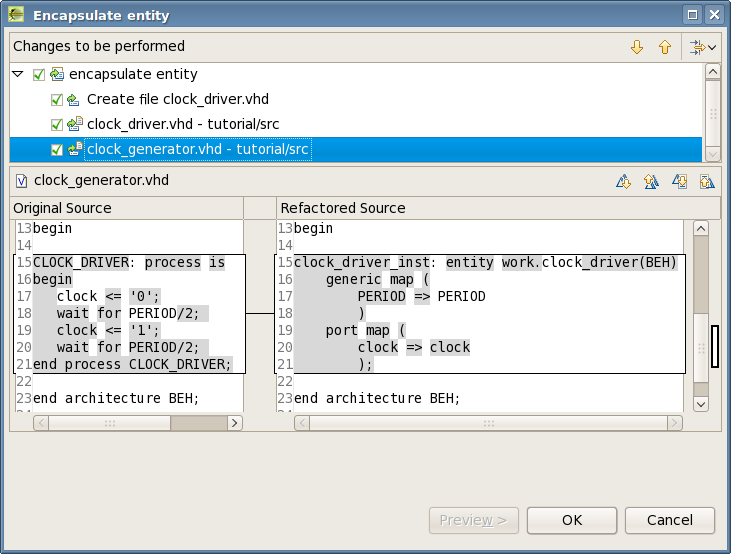 Encapsulate entity
Changes to be performed
encapsulate entity
Create file clock_driver.vhd
clock_driver.vhd - tutorial/src
clock_generator.vhd - tutorial/src
clock_generator.vhd
Original Source
13 begin
14
15 CLOCK_DRIVER: process is
16 begin
17    clock <= '0';
18    wait for PERIOD/2;
19    clock <= '1';
20    wait for PERIOD/2;
21 end process CLOCK_DRIVER;
22
23 end architecture BEH;
Refactored Source
13 begin
14
15 clock_driver_inst: entity work.clock_driver(BEH)
16     generic map (
17         PERIOD => PERIOD
18         )
19     port map (
20         clock => clock
21         );
22
23 end architecture BEH;
Preview >
OK
Cancel